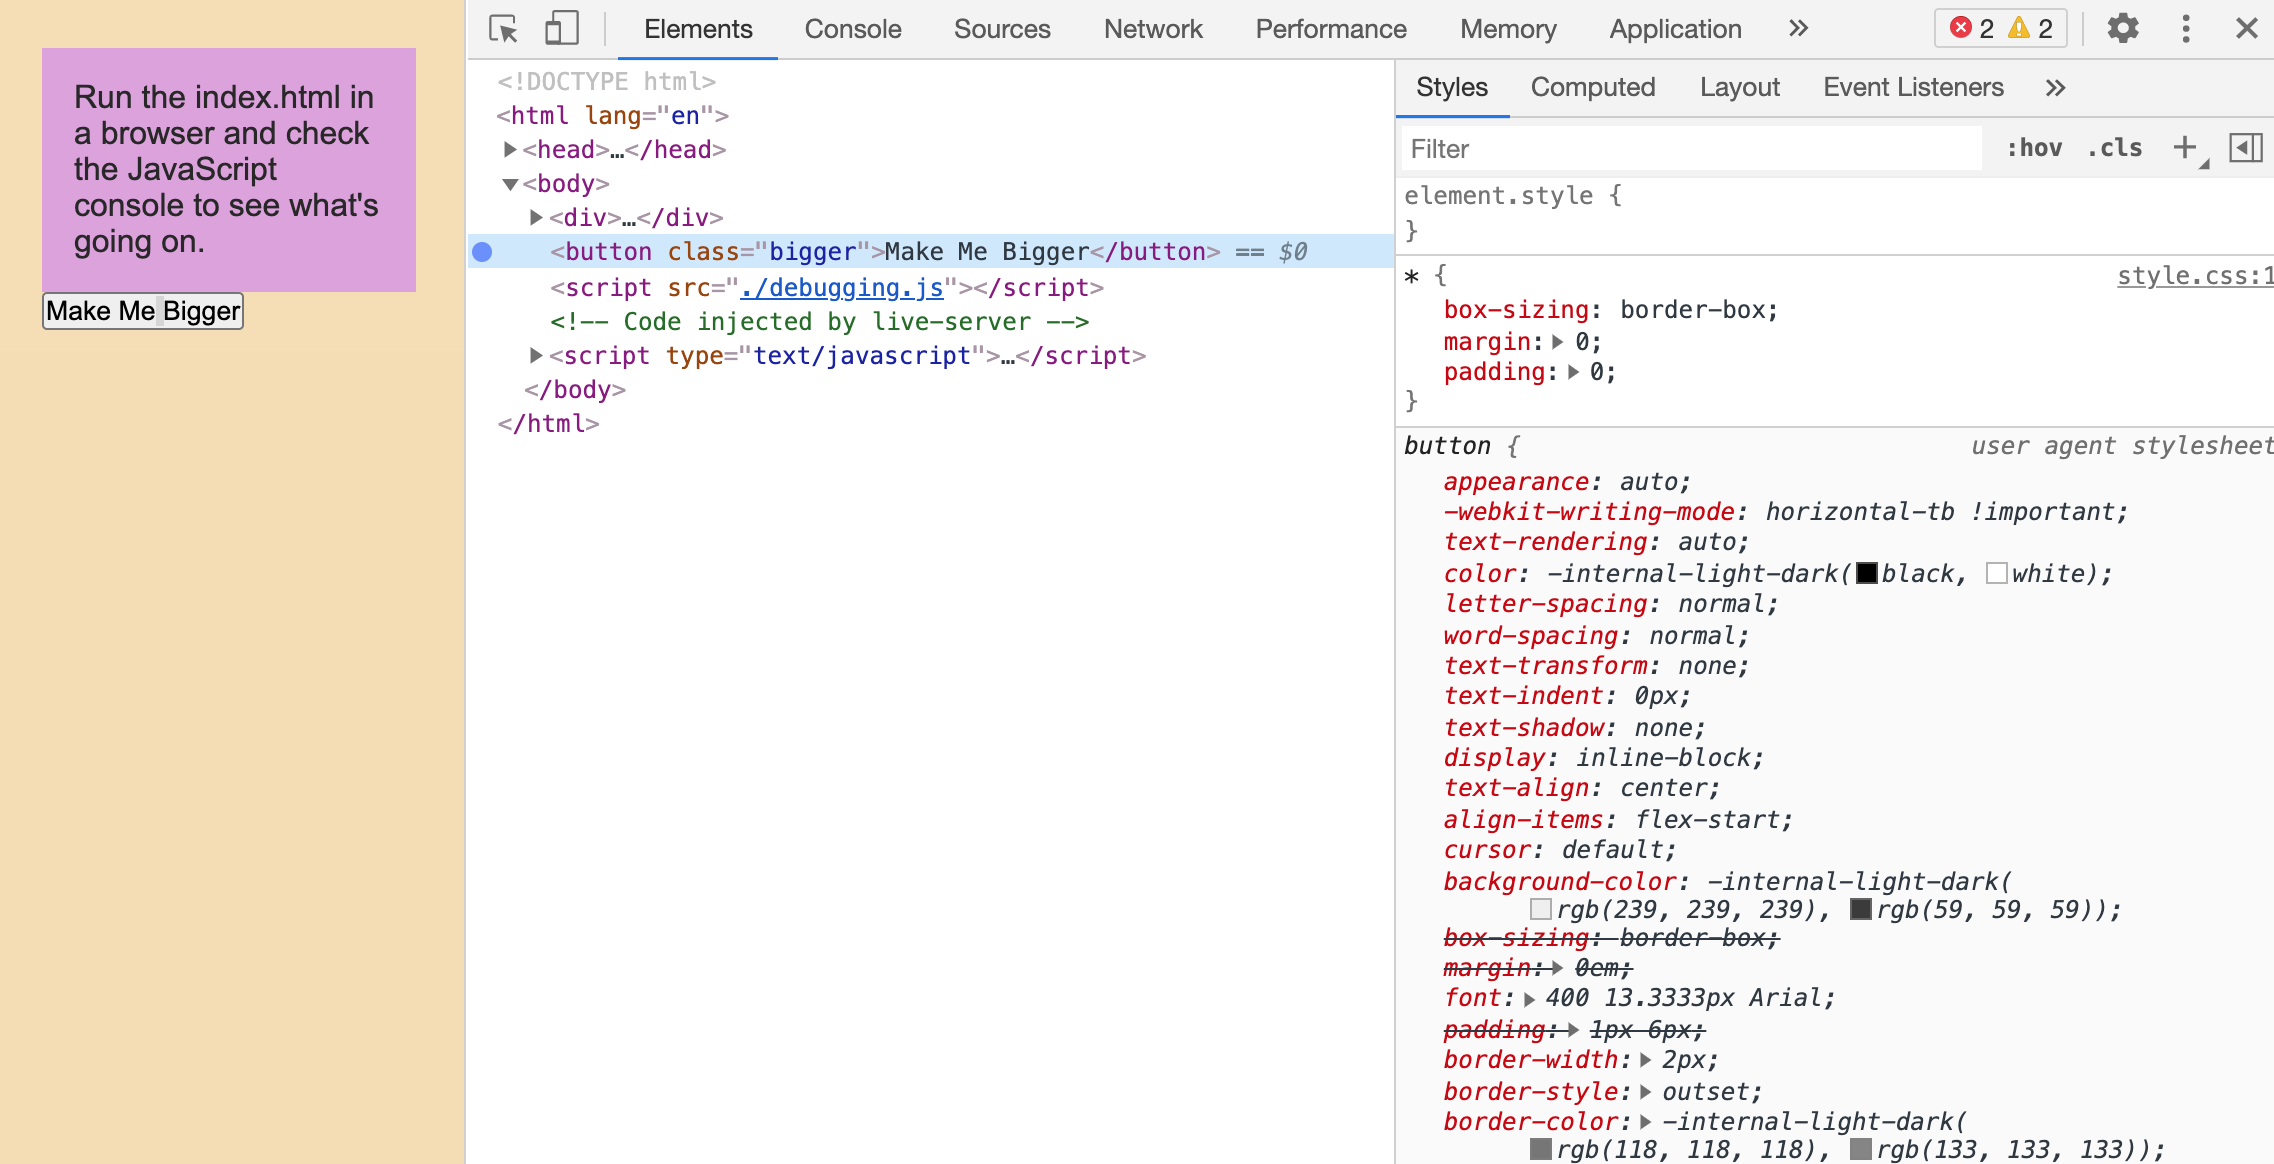 Run the index.html in
a browser and check
the JavaScript
console to see what's
going on.
Make Me Bigger
Elements Console Sources Network Performance Memory Application » 2 2
<!DOCTYPE html>
<html lang="en">
<head>…</head>
<body>
<div>…</div>
<button class="bigger">Make Me Bigger</button> == $0
<script src="./debugging.js"></script>
<!-- Code injected by live-server -->
<script type="text/javascript">…</script>
</body>
</html>
Styles Computed Layout Event Listeners »
Filter :hov .cls +
element.style {
}
* { style.css:1
box-sizing: border-box;
margin: 0;
padding: 0;
}
button { user agent stylesheet
appearance: auto;
-webkit-writing-mode: horizontal-tb !important;
text-rendering: auto;
color: -internal-light-dark(black, white);
letter-spacing: normal;
word-spacing: normal;
text-transform: none;
text-indent: 0px;
text-shadow: none;
display: inline-block;
text-align: center;
align-items: flex-start;
cursor: default;
background-color: -internal-light-dark(
rgb(239, 239, 239), rgb(59, 59, 59));
box-sizing: border-box;
margin: 0em;
font: 400 13.3333px Arial;
padding: 1px 6px;
border-width: 2px;
border-style: outset;
border-color: -internal-light-dark(
rgb(118, 118, 118), rgb(133, 133, 133));